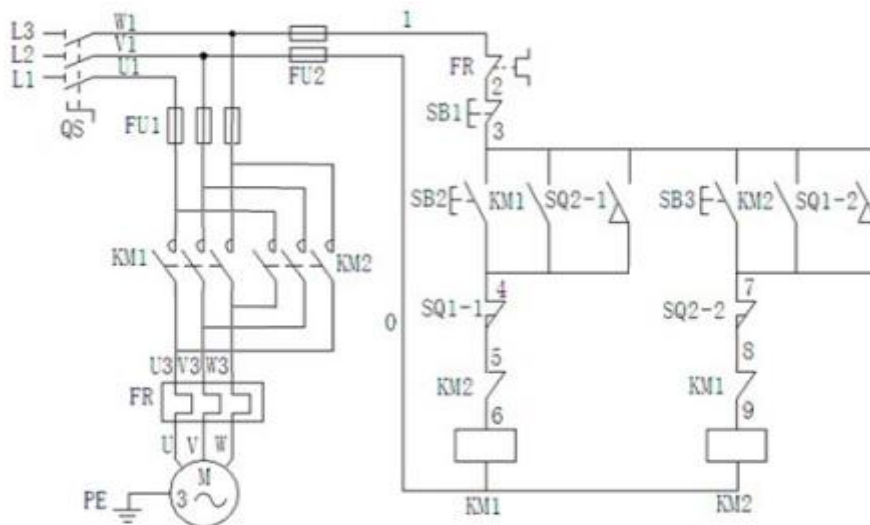 L3 W1 1
L2 V1
L1 U1 FU2
QS FU1
FR
2
SB1
3
SB2 KM1 SQ2-1 SB3 KM2 SQ1-2
KM1 KM2
4 7
SQ1-1 SQ2-2
0
5 8
U3 V3 W3
KM2 KM1
FR
6 9
U V W
M
3
PE
KM1 KM2